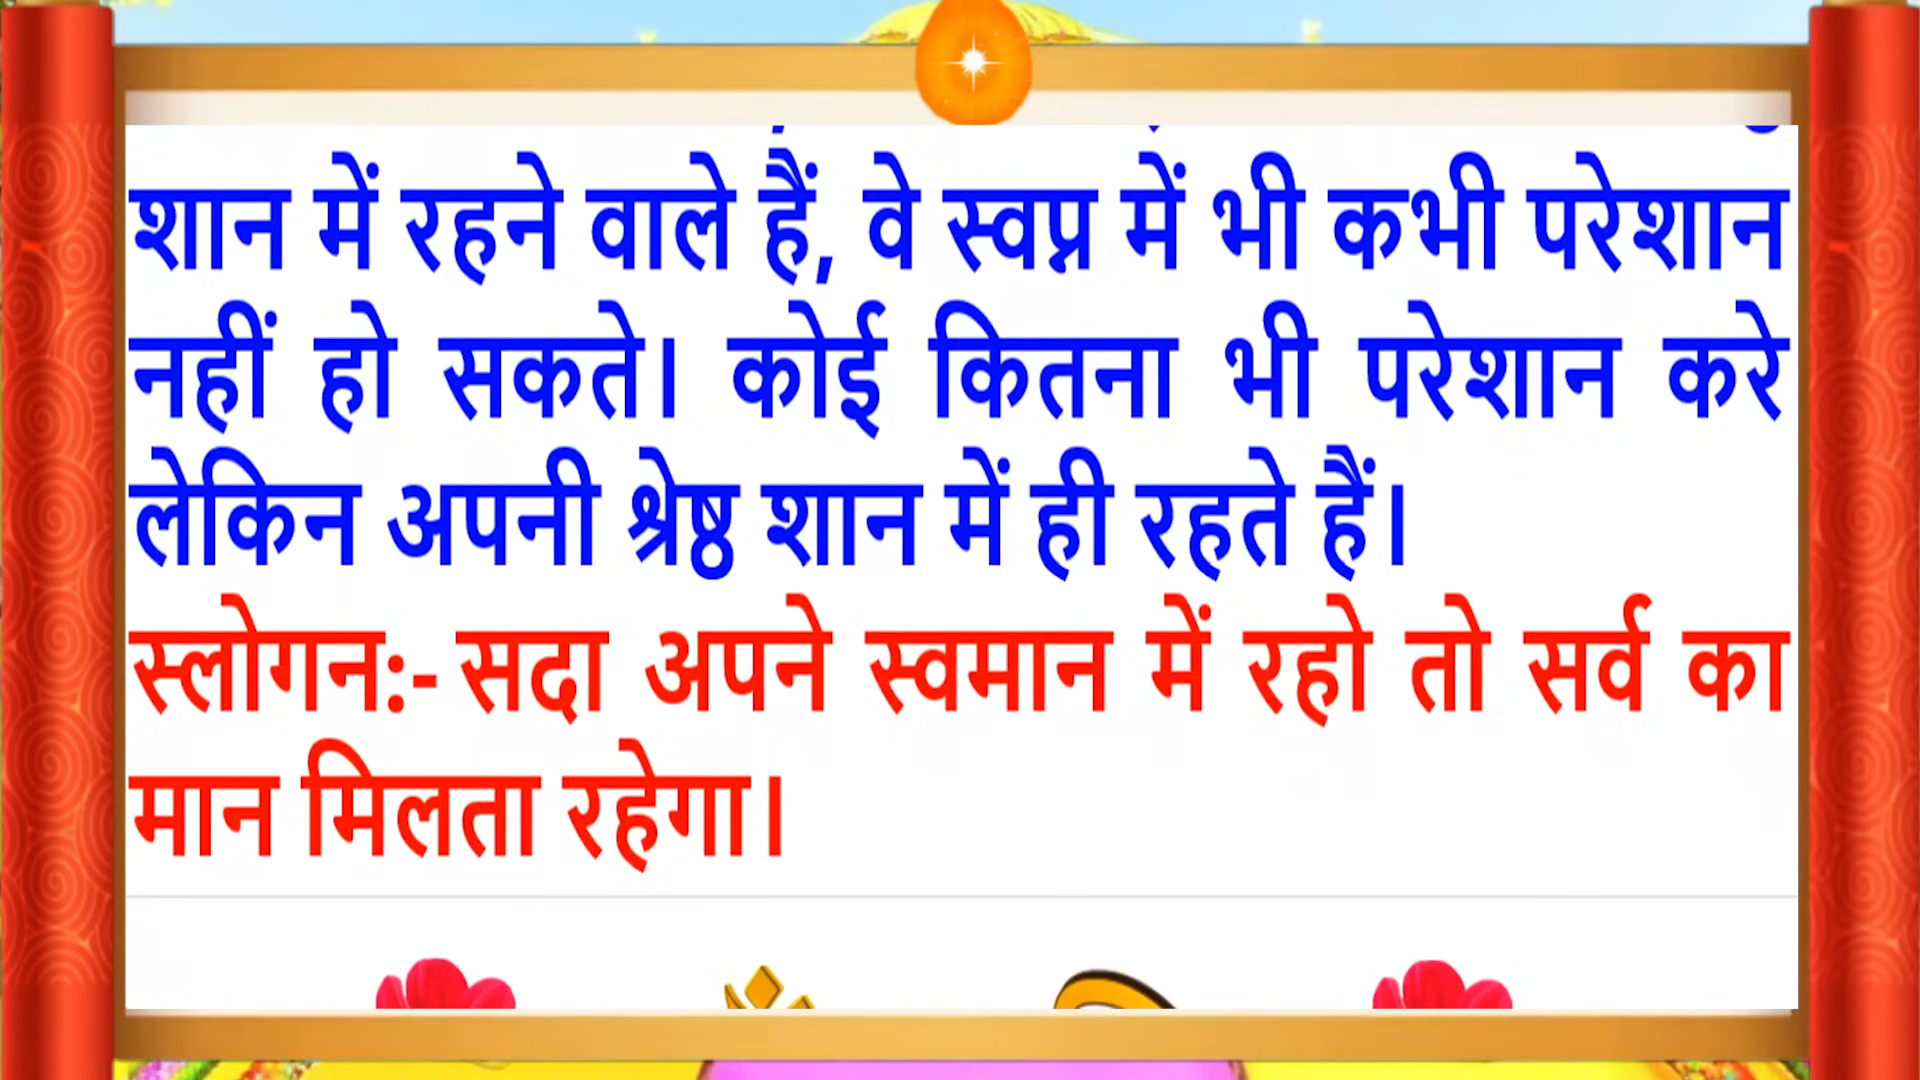 शान में रहने वाले हैं, वे स्वप्न में भी कभी परेशान
नहीं हो सकते। कोई कितना भी परेशान करे
लेकिन अपनी श्रेष्ठ शान में ही रहते हैं।
स्लोगन:- सदा अपने स्वमान में रहो तो सर्व का
मान मिलता रहेगा।